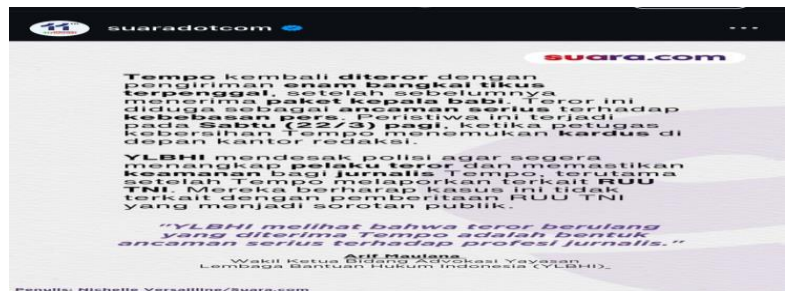 11
suaradotcom
suara.com
Tempo kembali diteror dengan
pengiriman enam bangkai tikus
terpenggal, setelah sebelumnya
menerima paket kepala babi. Teror ini
diduga sebagai ancaman serius terhadap
kebebasan pers. Peristiwa ini terjadi
pada Sabtu (22/3) pagi, ketika petugas
kebersihan Tempo menemukan kardus di
depan kantor redaksi.
YLBHI mendesak polisi agar segera
menangkap pelaku teror dan memastikan
keamanan bagi jurnalis Tempo, terutama
setelah Tempo melaporkan terkait RUU
TNI. Mereka berharap kasus ini tidak
terkait dengan pemberitaan RUU TNI
yang menjadi sorotan publik.
"YLBHI melihat bahwa teror berulang
yang diterima Tempo adalah bentuk
ancaman serius terhadap profesi jurnalis."
Arif Maulana
Wakil Ketua Bidang Advokasi Yayasan
Lembaga Bantuan Hukum Indonesia (YLBHI)
Penulis: Nichelle Versailline/Suara.com